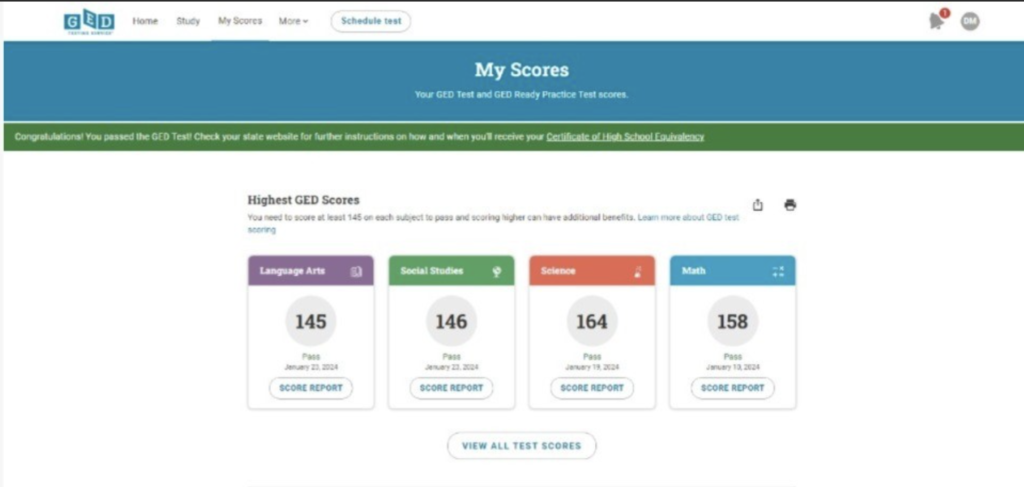 GED
TESTING SERVICE
Home Study My Scores More Schedule test 1 DM
My Scores
Your GED Test and GED Ready Practice Test scores.
Congratulations! You passed the GED Test! Check your state website for further instructions on how and when you'll receive your Certificate of High School Equivalency
Highest GED Scores
You need to score at least 145 on each subject to pass and scoring higher can have additional benefits. Learn more about GED test
scoring
Language Arts Social Studies Science Math
145 146 164 158
Pass Pass Pass Pass
January 23, 2024 January 23, 2024 January 19, 2024 January 13, 2024
SCORE REPORT SCORE REPORT SCORE REPORT SCORE REPORT
VIEW ALL TEST SCORES